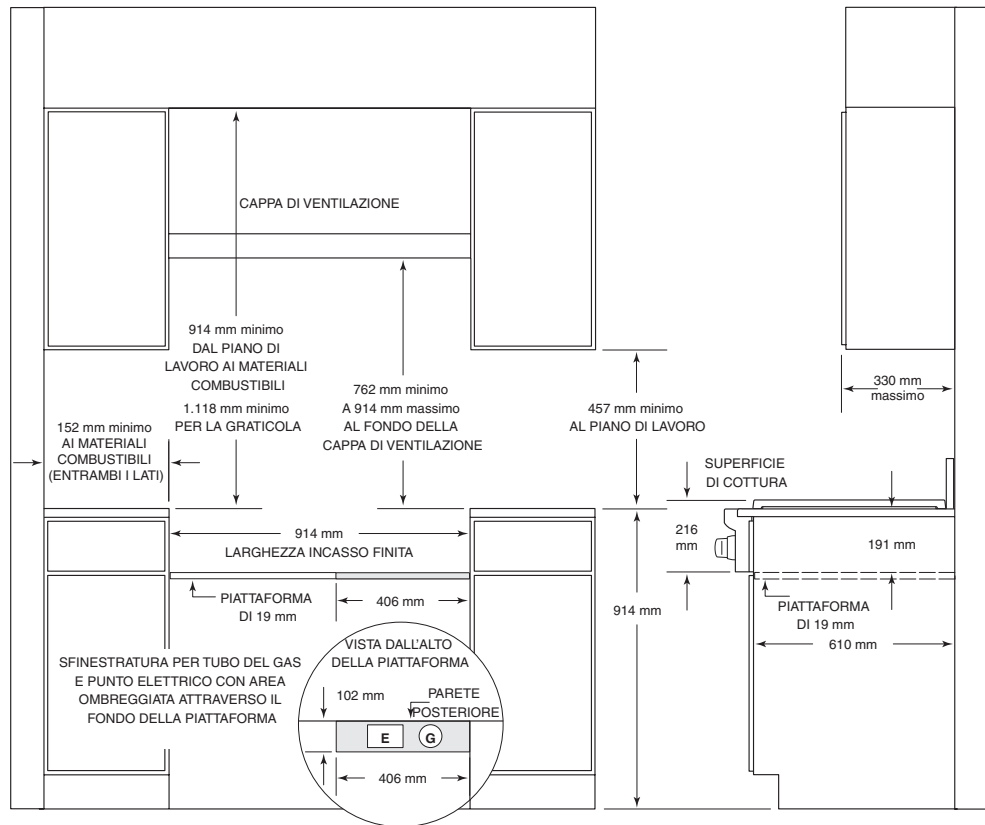 CAPPA DI VENTILAZIONE
914 mm minimo
DAL PIANO DI
LAVORO AI MATERIALI
COMBUSTIBILI
1.118 mm minimo
PER LA GRATICOLA
762 mm minimo
A 914 mm massimo
AL FONDO DELLA
CAPPA DI VENTILAZIONE
457 mm minimo
AL PIANO DI LAVORO
330 mm
massimo
152 mm minimo
AI MATERIALI
COMBUSTIBILI
(ENTRAMBI I LATI)
SUPERFICIE
DI COTTURA
914 mm
LARGHEZZA INCASSO FINITA
216
mm
191 mm
PIATTAFORMA
DI 19 mm
406 mm
914 mm
PIATTAFORMA
DI 19 mm
610 mm
SFINESTRATURA PER TUBO DEL GAS
E PUNTO ELETTRICO CON AREA
OMBREGGIATA ATTRAVERSO IL
FONDO DELLA PIATTAFORMA
VISTA DALL'ALTO
DELLA PIATTAFORMA
102 mm
PARETE
POSTERIORE
E
G
406 mm